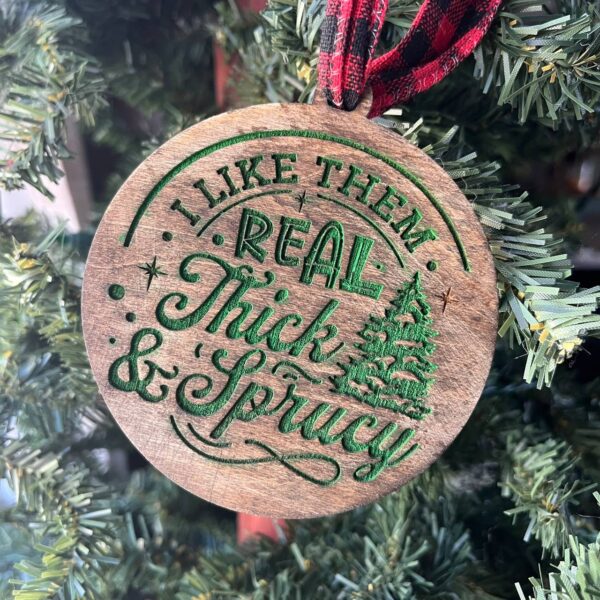 I LIKE THEM
REAL
Thick
& Sprucy